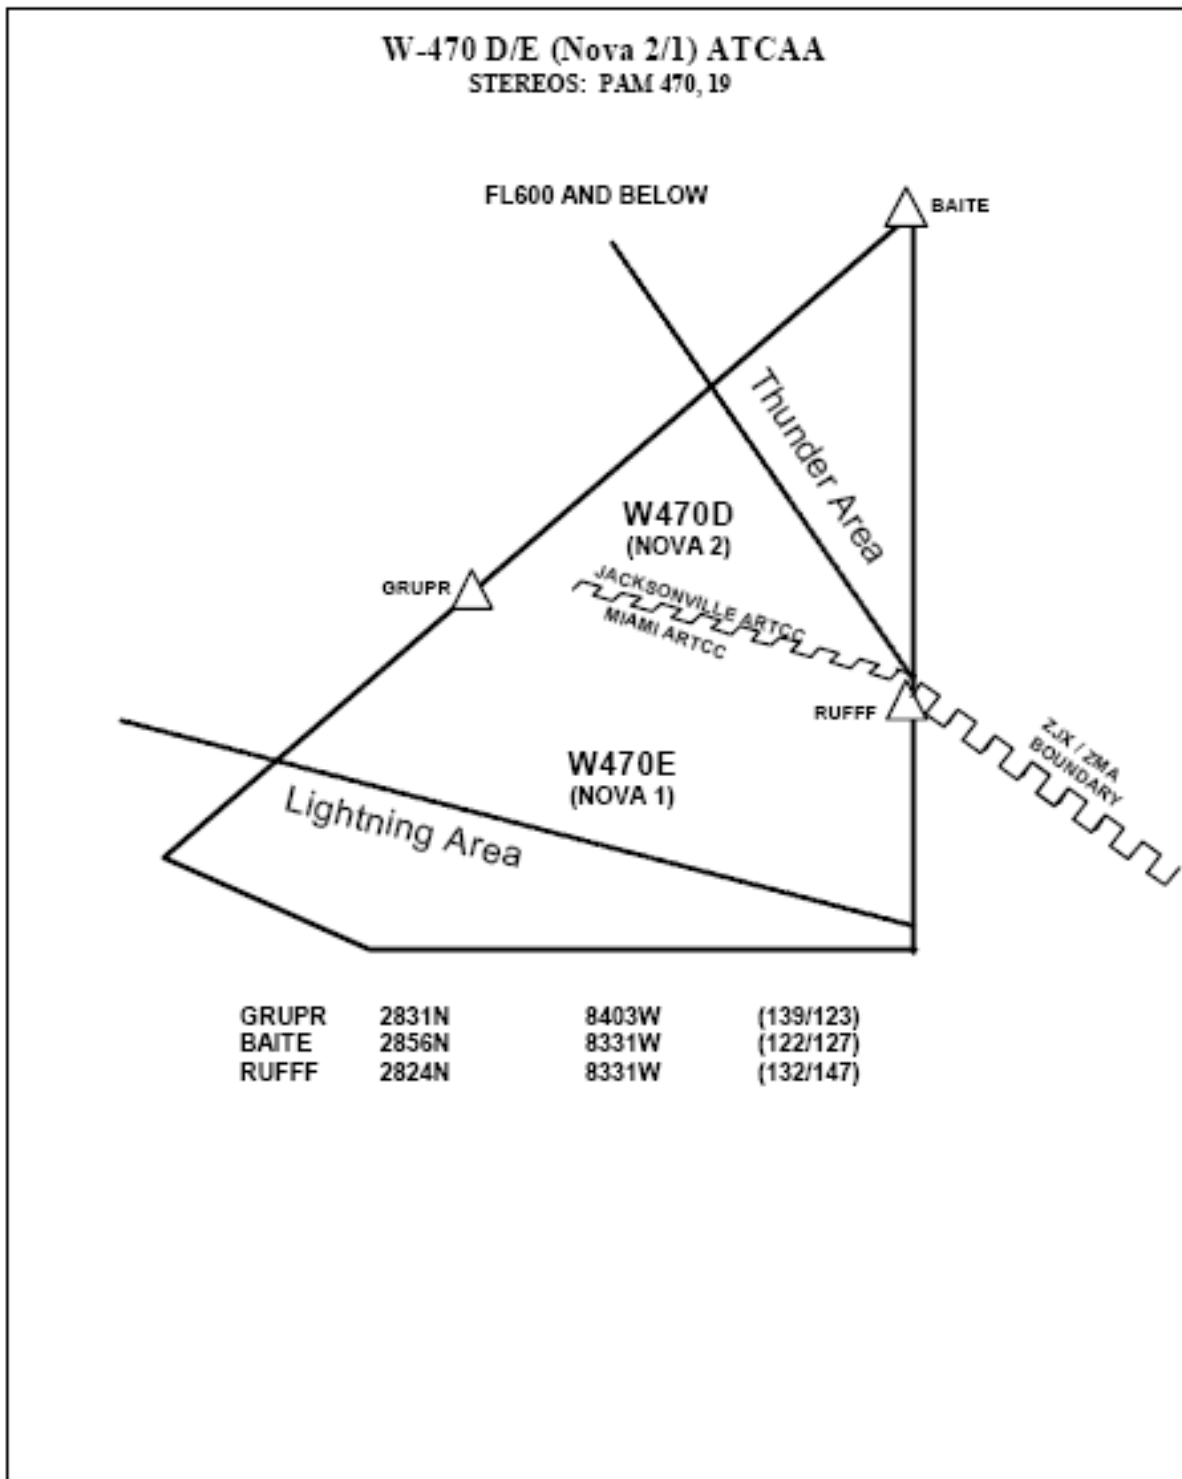 W-470 D/E (Nova 2/1) ATCAA
STEREOS: PAM 470, 19
FL600 AND BELOW
BAITE
Thunder Area
W470D
(NOVA 2)
GRUPR
JACKSONVILLE ARTCC
MIAMI ARTCC
RUFFF
ZJX / ZMA
BOUNDARY
W470E
(NOVA 1)
Lightning Area
GRUPR 2831N 8403W (139/123)
BAITE 2856N 8331W (122/127)
RUFFF 2824N 8331W (132/147)